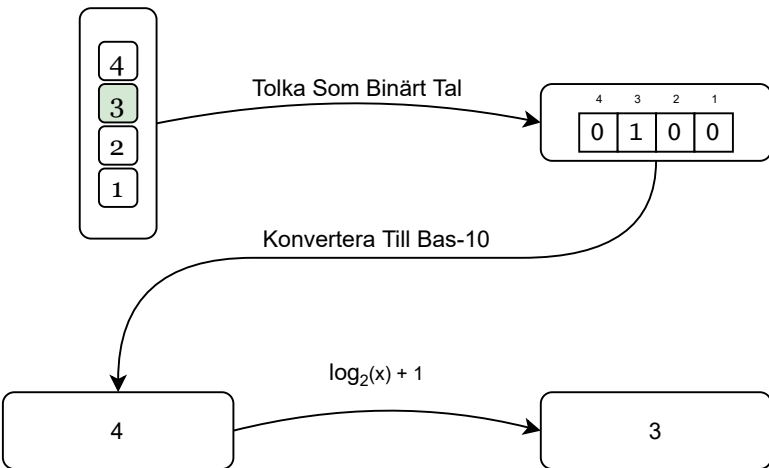 4
3
2
1
Tolka Som Binärt Tal
4 3 2 1
0 1 0 0
Konvertera Till Bas-10
4
log₂(x) + 1
3